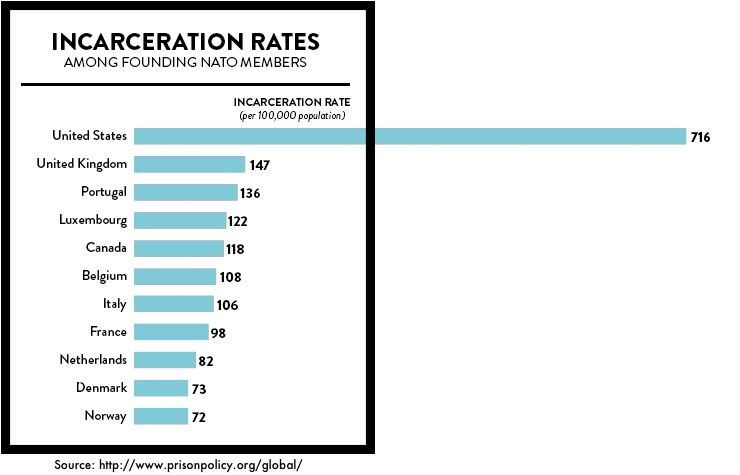 INCARCERATION RATES
AMONG FOUNDING NATO MEMBERS
INCARCERATION RATE
(per 100,000 population)
United States 716
United Kingdom 147
Portugal 136
Luxembourg 122
Canada 118
Belgium 108
Italy 106
France 98
Netherlands 82
Denmark 73
Norway 72
Source: http://www.prisonpolicy.org/global/